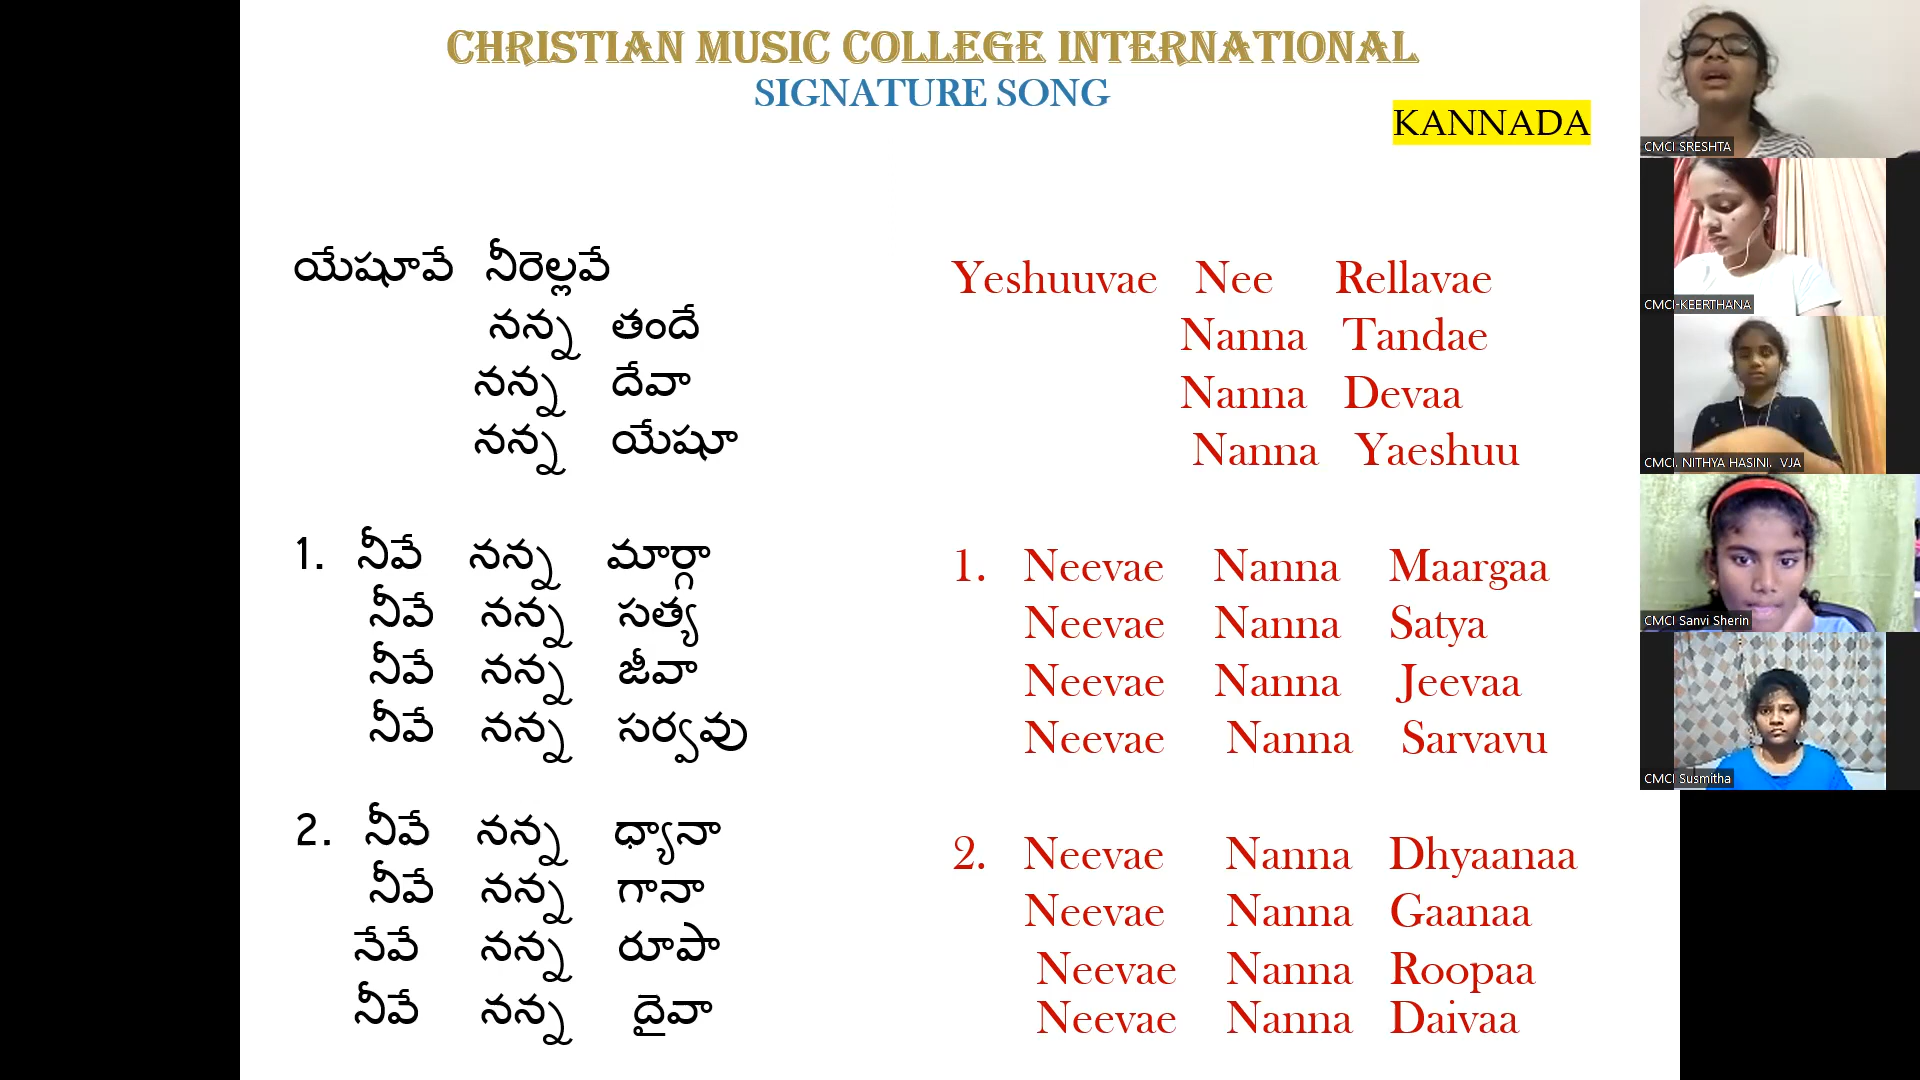 CHRISTIAN MUSIC COLLEGE INTERNATIONAL
SIGNATURE SONG
KANNADA
యేషూవే నీరెల్లవే
నన్న తందే
నన్న దేవా
నన్న యేషూ
1. నీవే నన్న మార్గా
నీవే నన్న సత్య
నీవే నన్న జీవా
నీవే నన్న సర్వవు
2. నీవే నన్న ధ్యానా
నీవే నన్న గానా
నేవే నన్న రూపా
నీవే నన్న దైవా
Yeshuuvae Nee Rellavae
Nanna Tandae
Nanna Devaa
Nanna Yaeshuu
1. Neevae Nanna Maargaa
Neevae Nanna Satya
Neevae Nanna Jeevaa
Neevae Nanna Sarvavu
2. Neevae Nanna Dhyaanaa
Neevae Nanna Gaanaa
Neevae Nanna Roopaa
Neevae Nanna Daivaa
CMCI SRESHTA
CMCI-KEERTHANA
CMCI. NITHYA HASINI. VJA
CMCI Sanvi Sherin
CMCI Susmitha